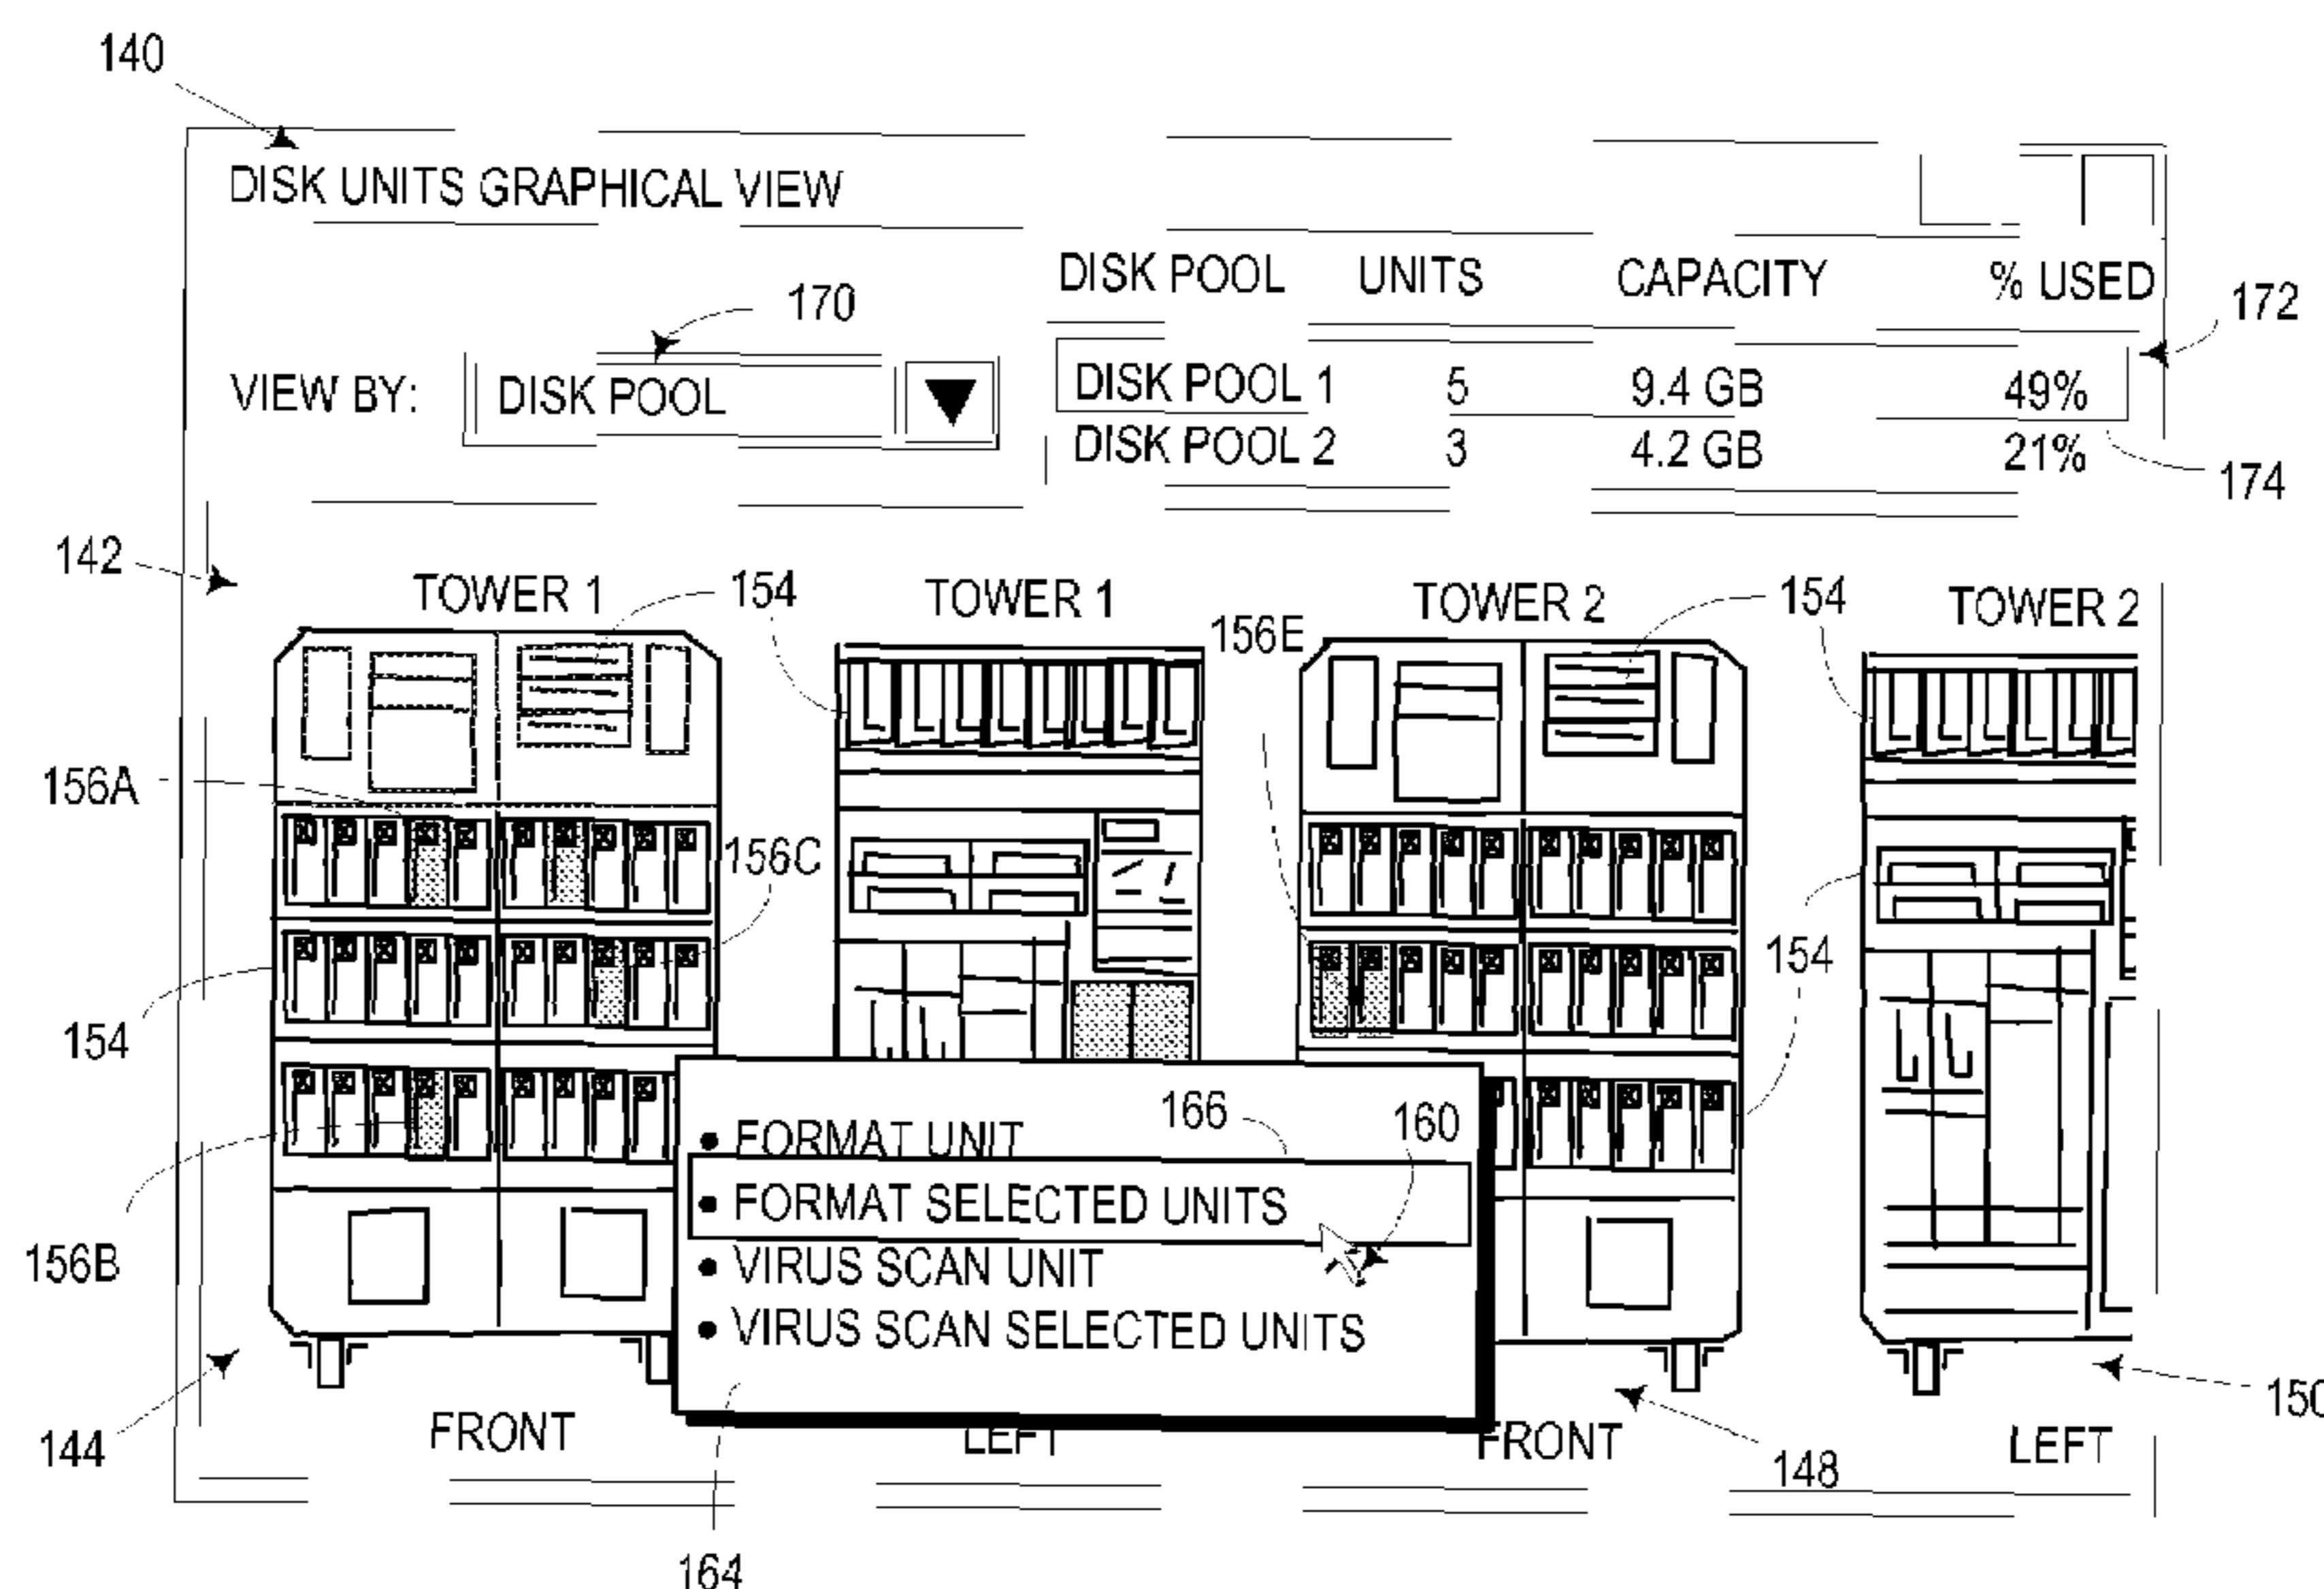 140
DISK UNITS GRAPHICAL VIEW
DISK POOL UNITS CAPACITY % USED
170
172
VIEW BY: DISK POOL
DISK POOL 1 5 9.4 GB 49%
DISK POOL 2 3 4.2 GB 21%
174
142
TOWER 1 154 TOWER 1 TOWER 2 154 TOWER 2
156E
156A
156C
154
154
156B
166
160
• FORMAT UNIT
• FORMAT SELECTED UNITS
• VIRUS SCAN UNIT
• VIRUS SCAN SELECTED UNITS
150
144
FRONT LEFT FRONT LEFT
148
164